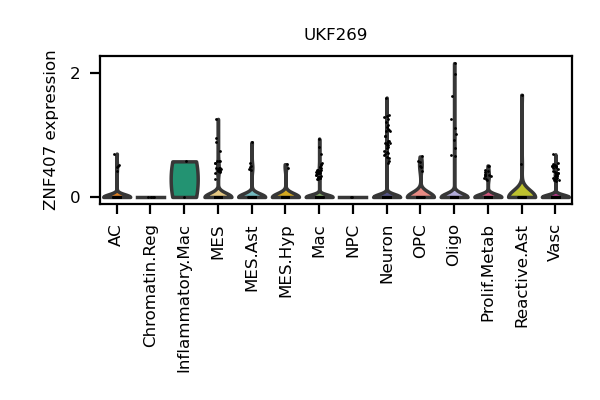 UKF269
ZNF407 expression
2
0
AC
Chromatin.Reg
Inflammatory.Mac
MES
MES.Ast
MES.Hyp
Mac
NPC
Neuron
OPC
Oligo
Prolif.Metab
Reactive.Ast
Vasc